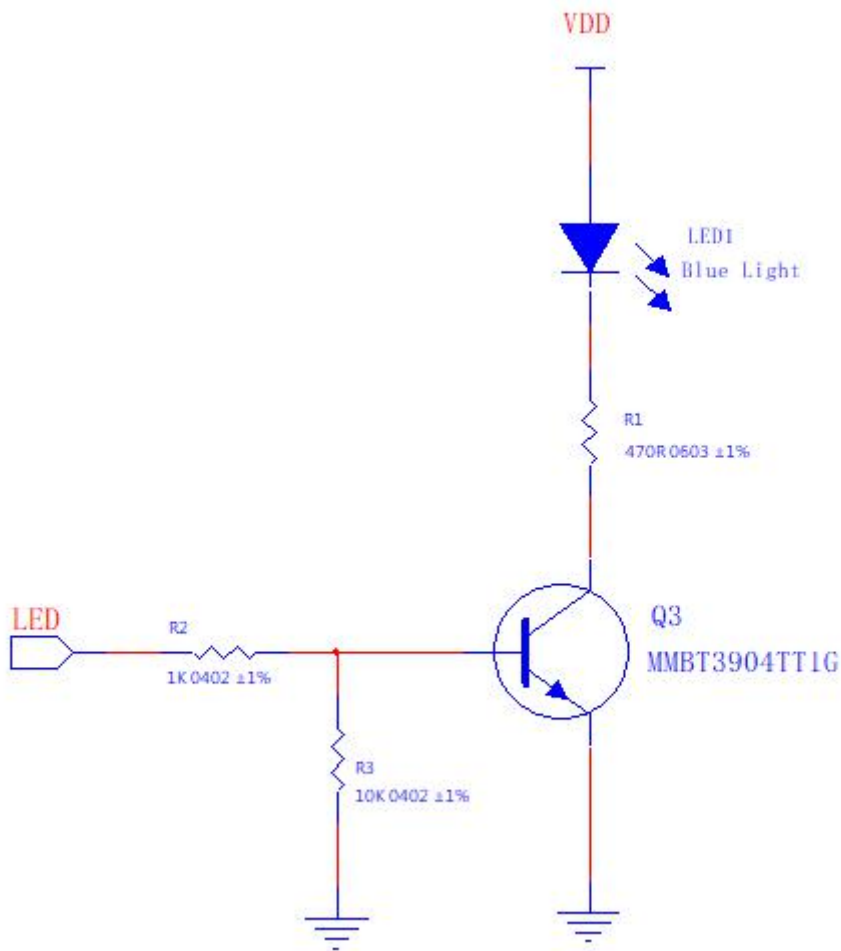 VDD
LED1
Blue Light
R1
470R 0603 ±1%
LED
R2
1K 0402 ±1%
Q3
MMBT3904TT1G
R3
10K 0402 ±1%